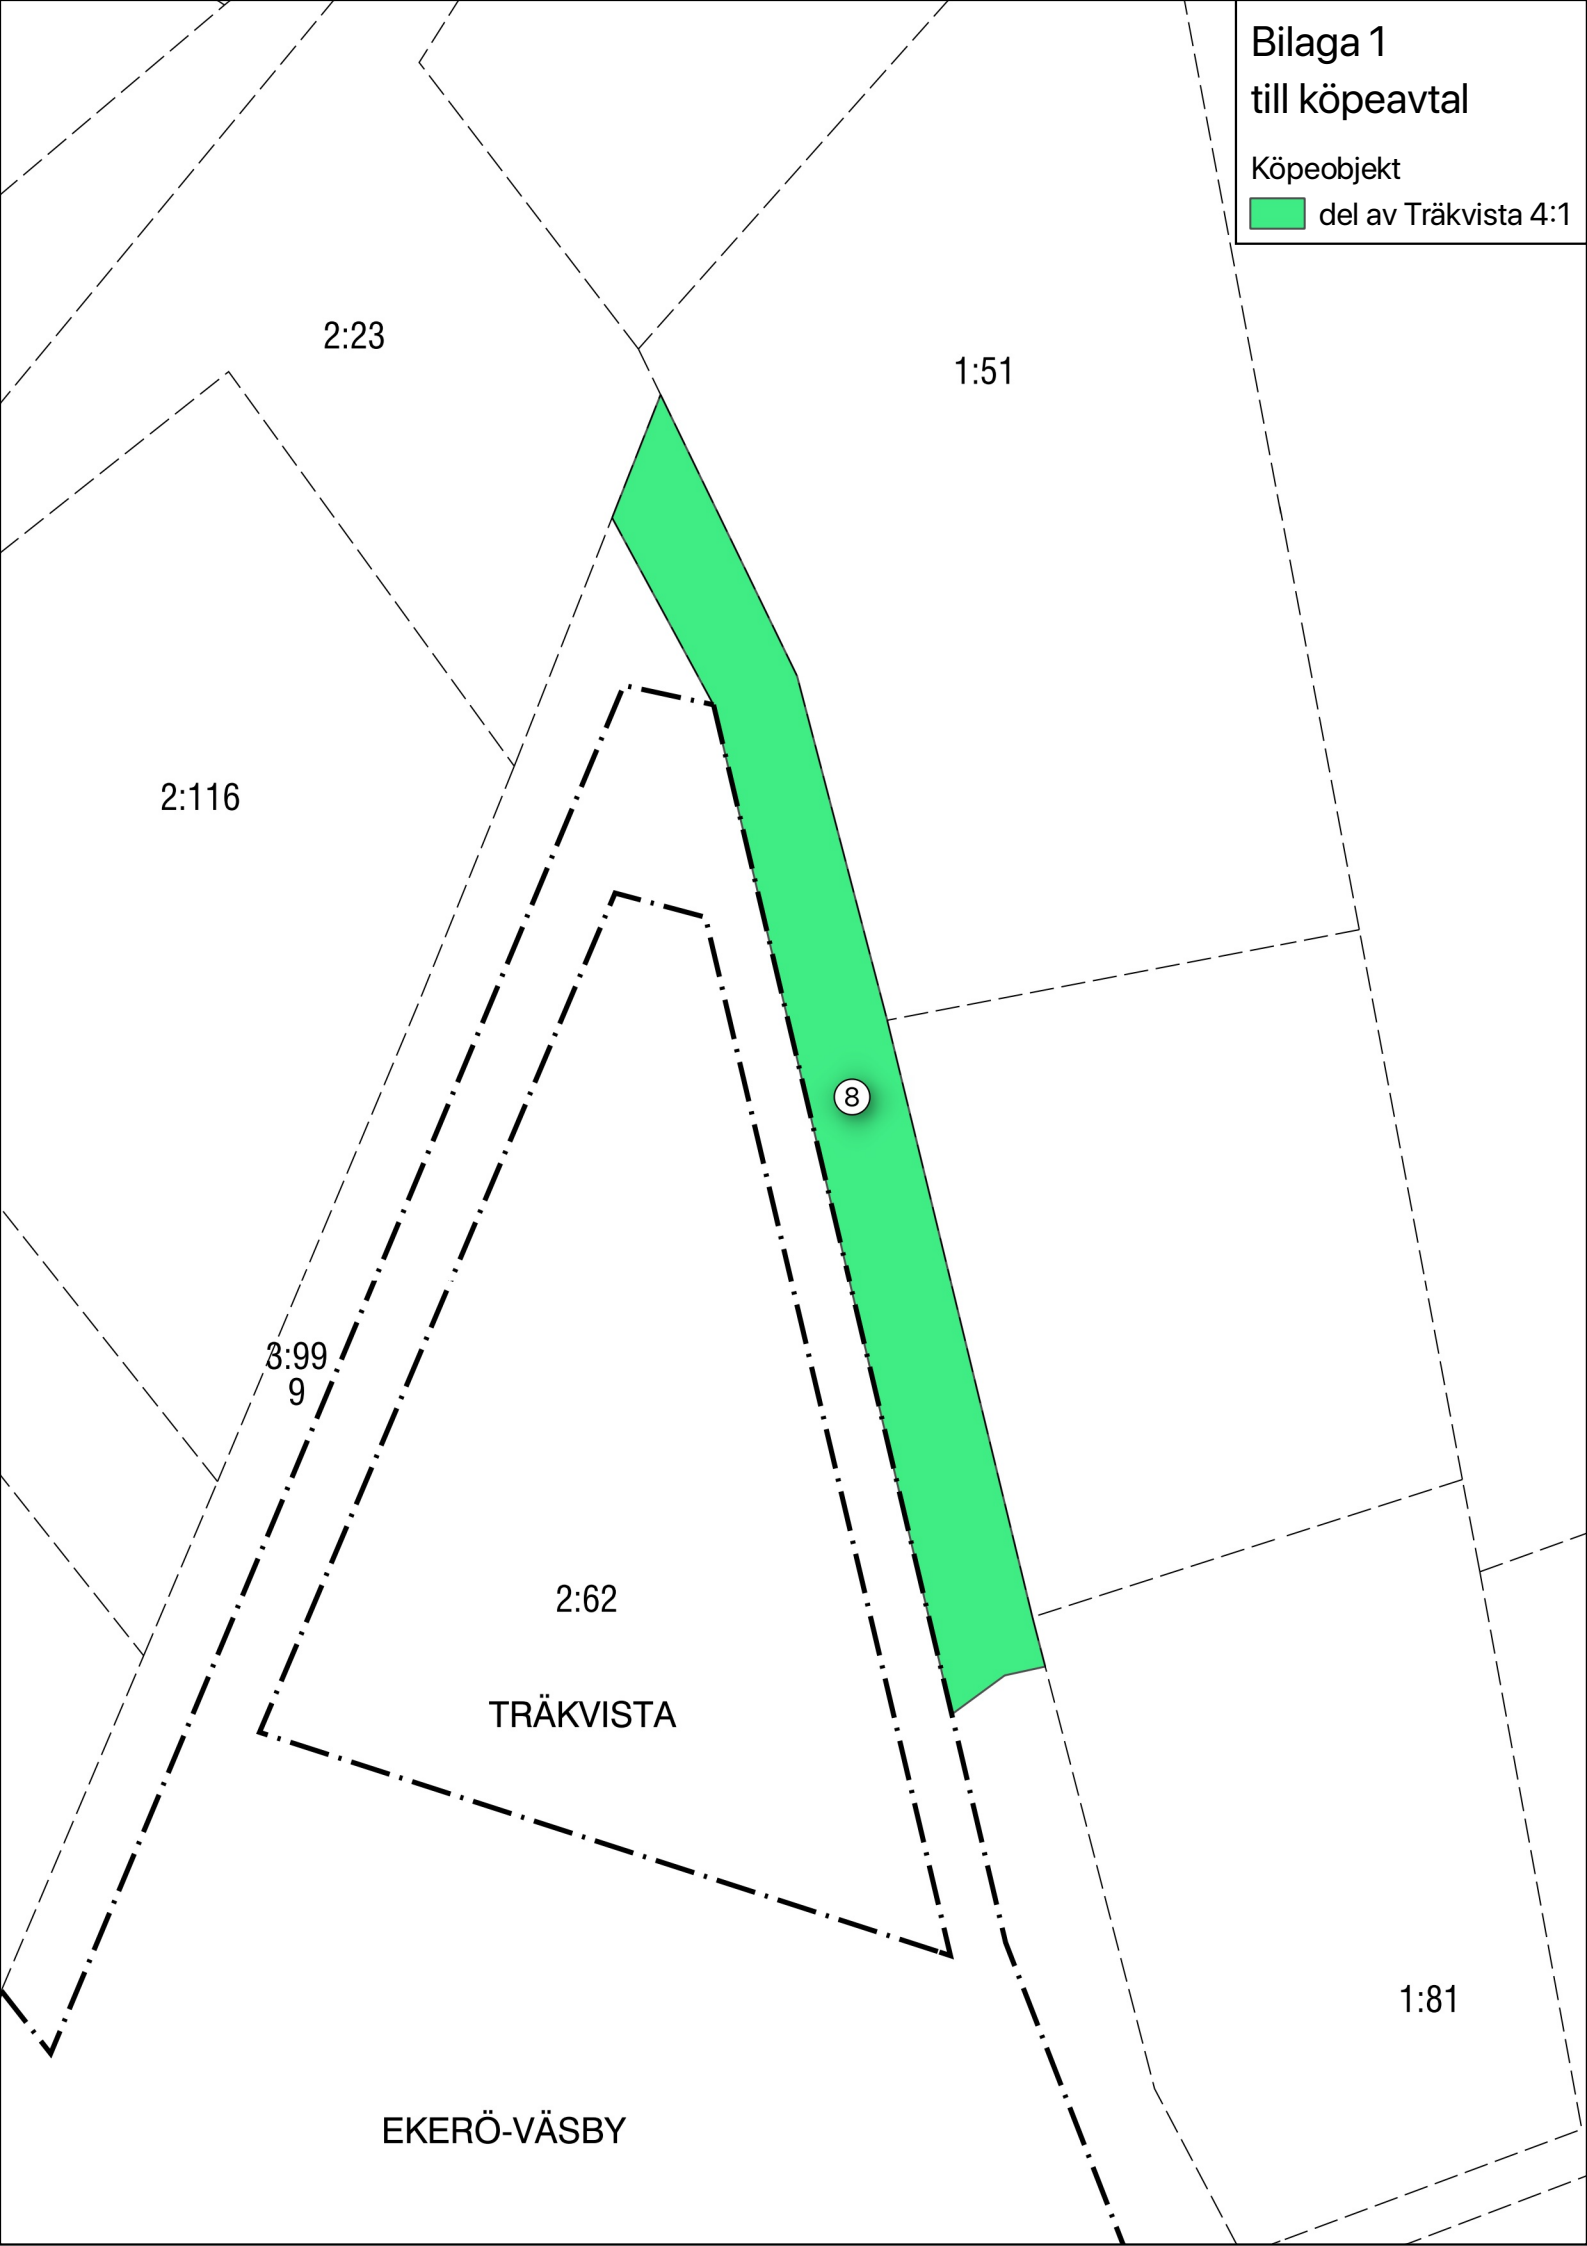 Bilaga 1
till köpeavtal
Köpeobjekt
del av Träkvista 4:1
2:23
1:51
2:116
8
3:99
9
2:62
TRÄKVISTA
1:81
EKERÖ-VÄSBY